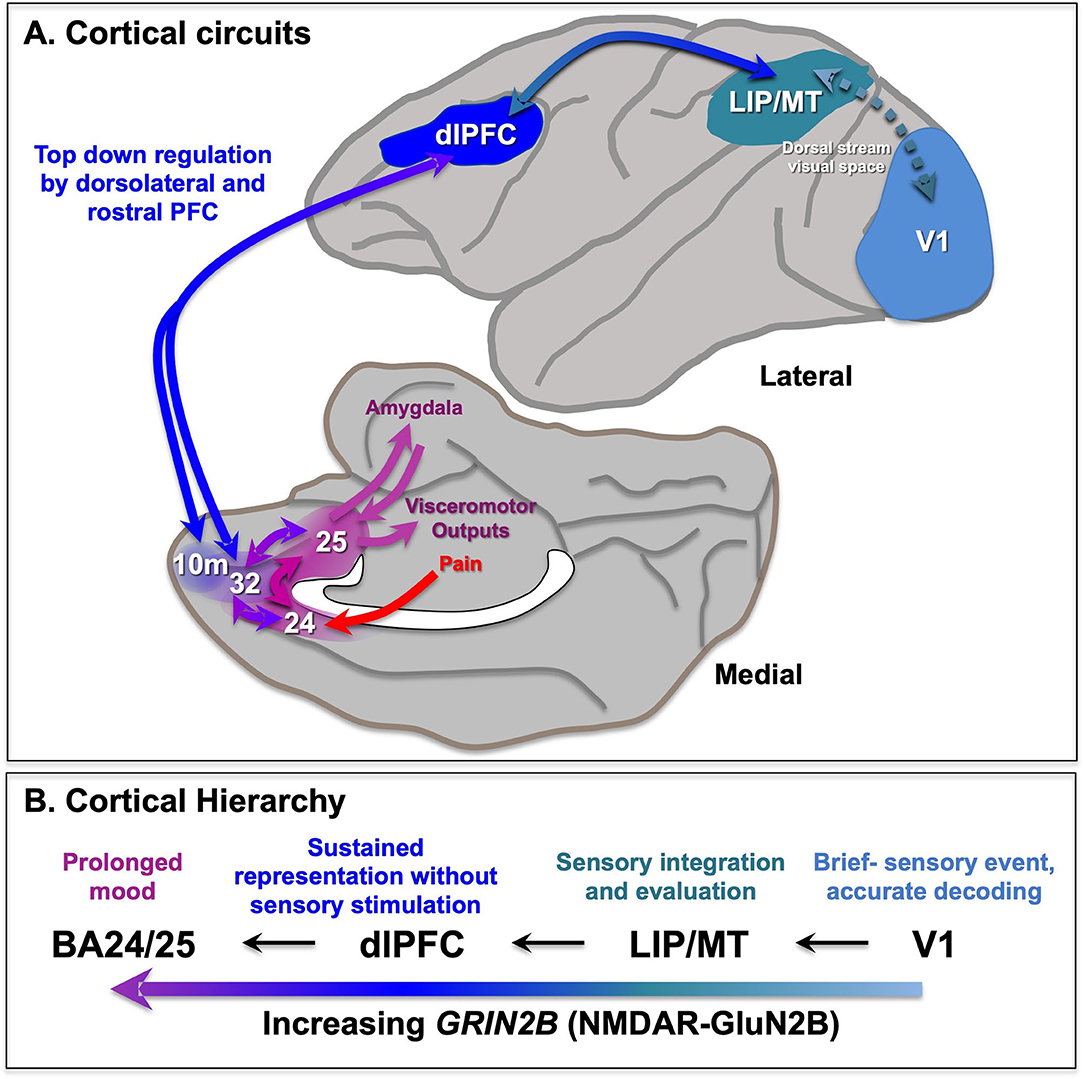 A. Cortical circuits
Top down regulation
by dorsolateral and
rostral PFC
dlPFC
LIP/MT
Dorsal stream
visual space
V1
Lateral
Amygdala
Visceromotor
Outputs
25
10m
32
Pain
24
Medial
B. Cortical Hierarchy
Prolonged
mood
Sustained
representation without
sensory stimulation
Sensory integration
and evaluation
Brief- sensory event,
accurate decoding
BA24/25
dlPFC
LIP/MT
V1
Increasing GRIN2B (NMDAR-GluN2B)